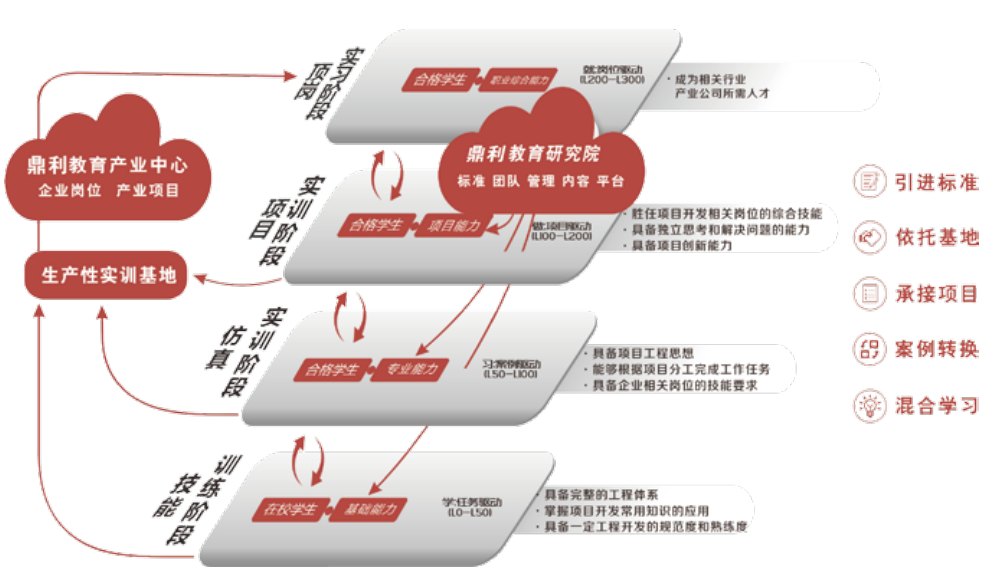 顶岗
实习阶段
合格学生
职业综合能力
就:岗位驱动
(L200-L300)
· 成为相关行业
产业公司所需人才
鼎利教育产业中心
企业岗位 产业项目
鼎利教育研究院
标准 团队 管理 内容 平台
项目
实训阶段
合格学生
项目能力
做:项目驱动
(L100-L200)
· 胜任项目开发相关岗位的综合技能
· 具备独立思考和解决问题的能力
· 具备项目创新能力
生产性实训基地
仿真
实训阶段
合格学生
专业能力
习:案例驱动
(L50-L100)
· 具备项目工程思想
· 能够根据项目分工完成工作任务
· 具备企业相关岗位的技能要求
技能
训练阶段
在校学生
基础能力
学:任务驱动
(L0-L50)
· 具备完整的工程体系
· 掌握项目开发常用知识的应用
· 具备一定工程开发的规范度和熟练度
引进标准
依托基地
承接项目
案例转换
混合学习